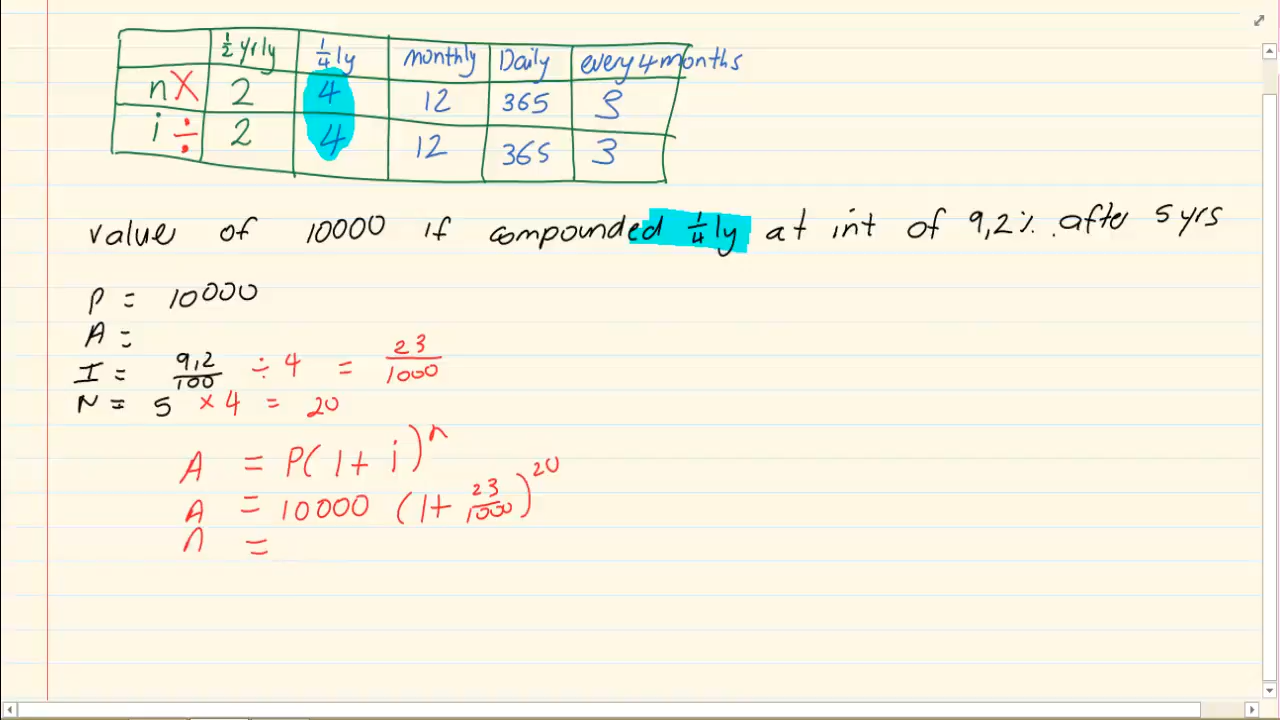 ½ yrly ¼ly monthly Daily every 4 months
n X 2 4 12 365 3
i ÷ 2 4 12 365 3
value of 10000 if compounded ¼ly at int of 9,2% . after 5 yrs
P = 10000
A =
I = 9,2/100 ÷ 4 = 23/1000
N = 5 × 4 = 20
A = P(1 + i)^n
A = 10000 (1 + 23/1000)^20
=